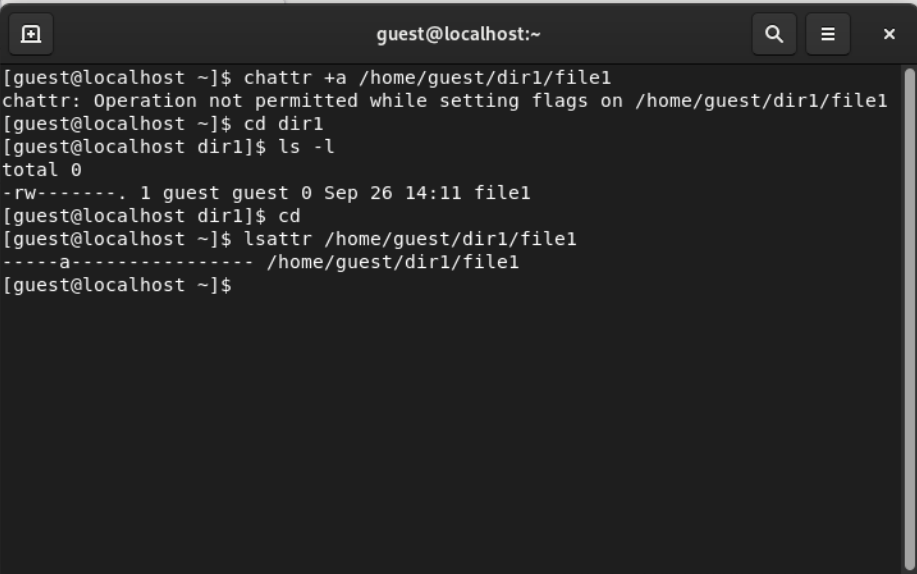 guest@localhost:~
[guest@localhost ~]$ chattr +a /home/guest/dir1/file1
chattr: Operation not permitted while setting flags on /home/guest/dir1/file1
[guest@localhost ~]$ cd dir1
[guest@localhost dir1]$ ls -l
total 0
-rw-------. 1 guest guest 0 Sep 26 14:11 file1
[guest@localhost dir1]$ cd
[guest@localhost ~]$ lsattr /home/guest/dir1/file1
-----a---------------- /home/guest/dir1/file1
[guest@localhost ~]$